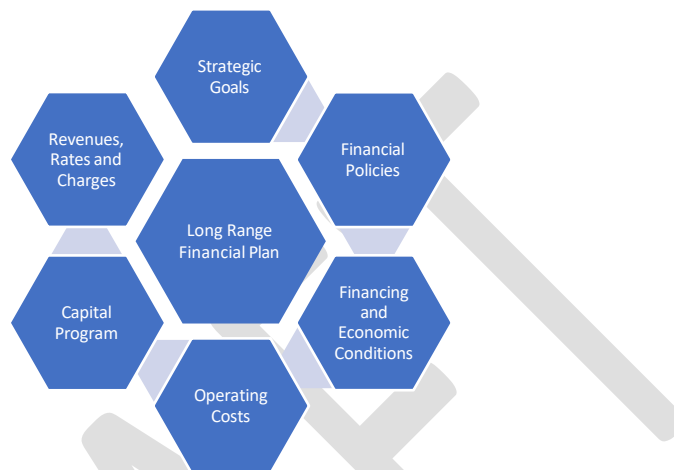 Strategic
Goals
Revenues,
Rates and
Charges
Financial
Policies
Long Range
Financial Plan
Capital
Program
Financing
and
Economic
Conditions
Operating
Costs